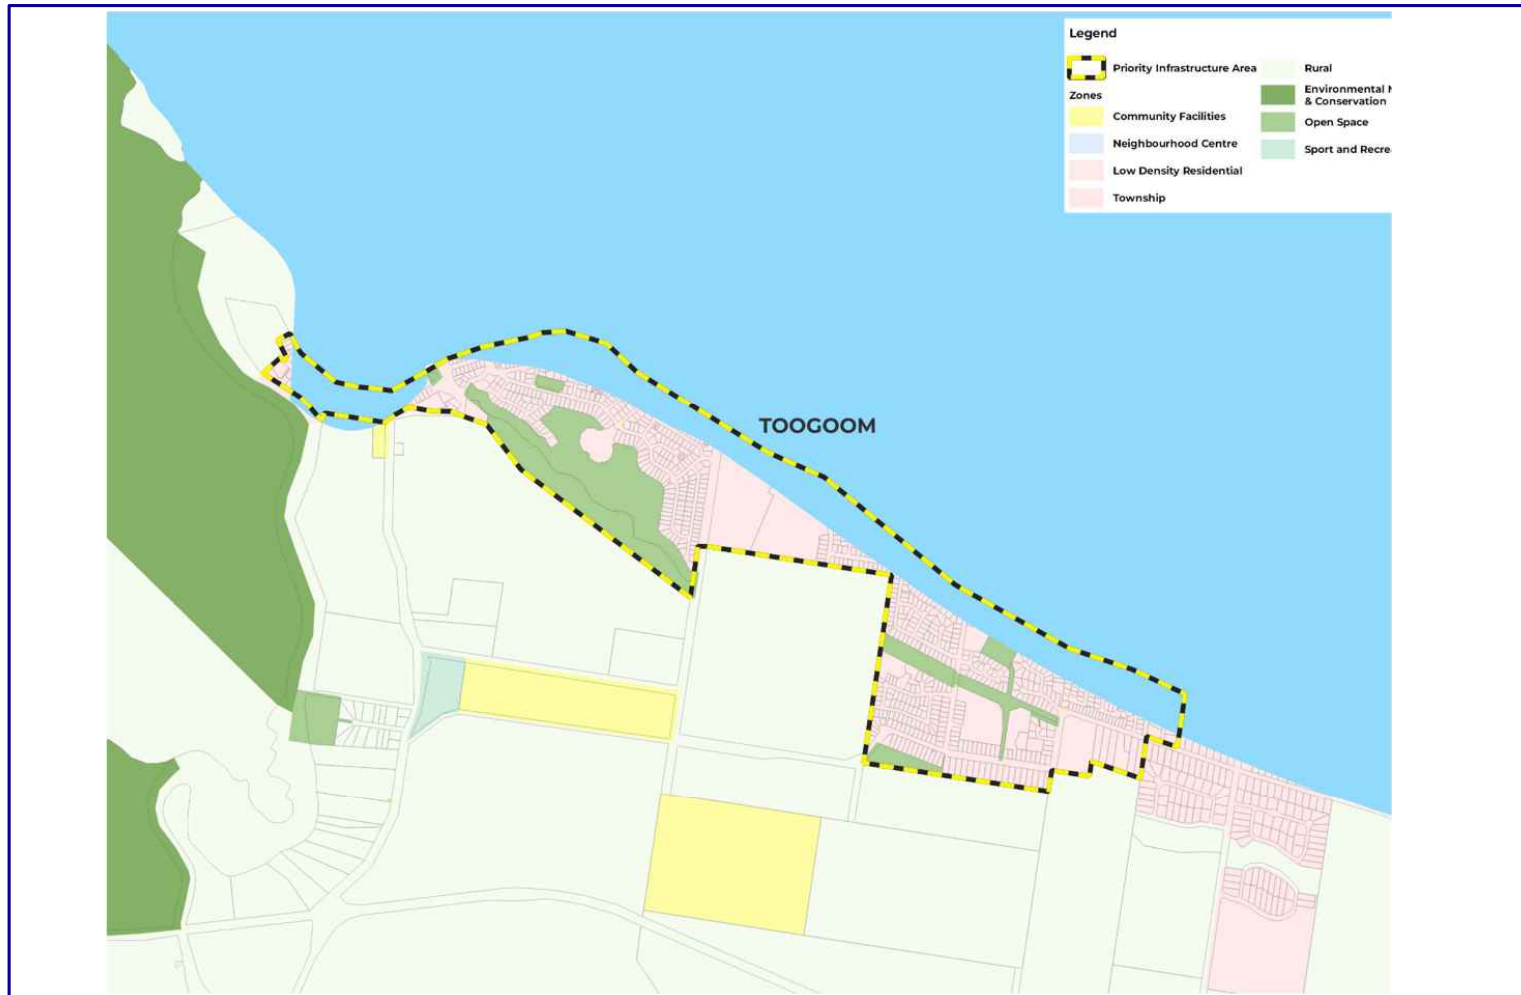 Legend
Priority Infrastructure Area
Zones
Community Facilities
Neighbourhood Centre
Low Density Residential
Township
Rural
Environmental
& Conservation
Open Space
Sport and
TOOGOOM